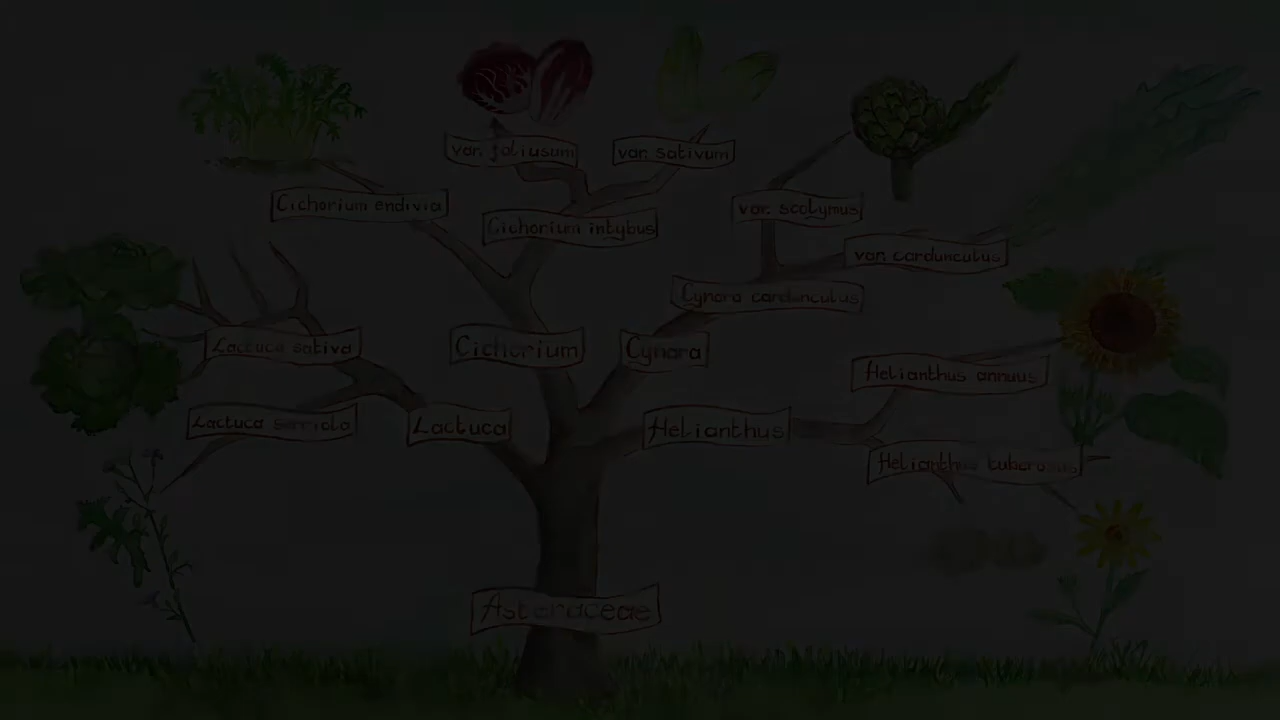 var. foliusum
var. sativum
Cichorium endivia
var. scolymus
Cichorium intybus
var. cardunculus
Cynara cardunculus
Lactuca sativa
Cichorium
Cynara
Helianthus annuus
Lactuca serriola
Lactuca
Helianthus
Helianthus tuberosus
Asteraceae